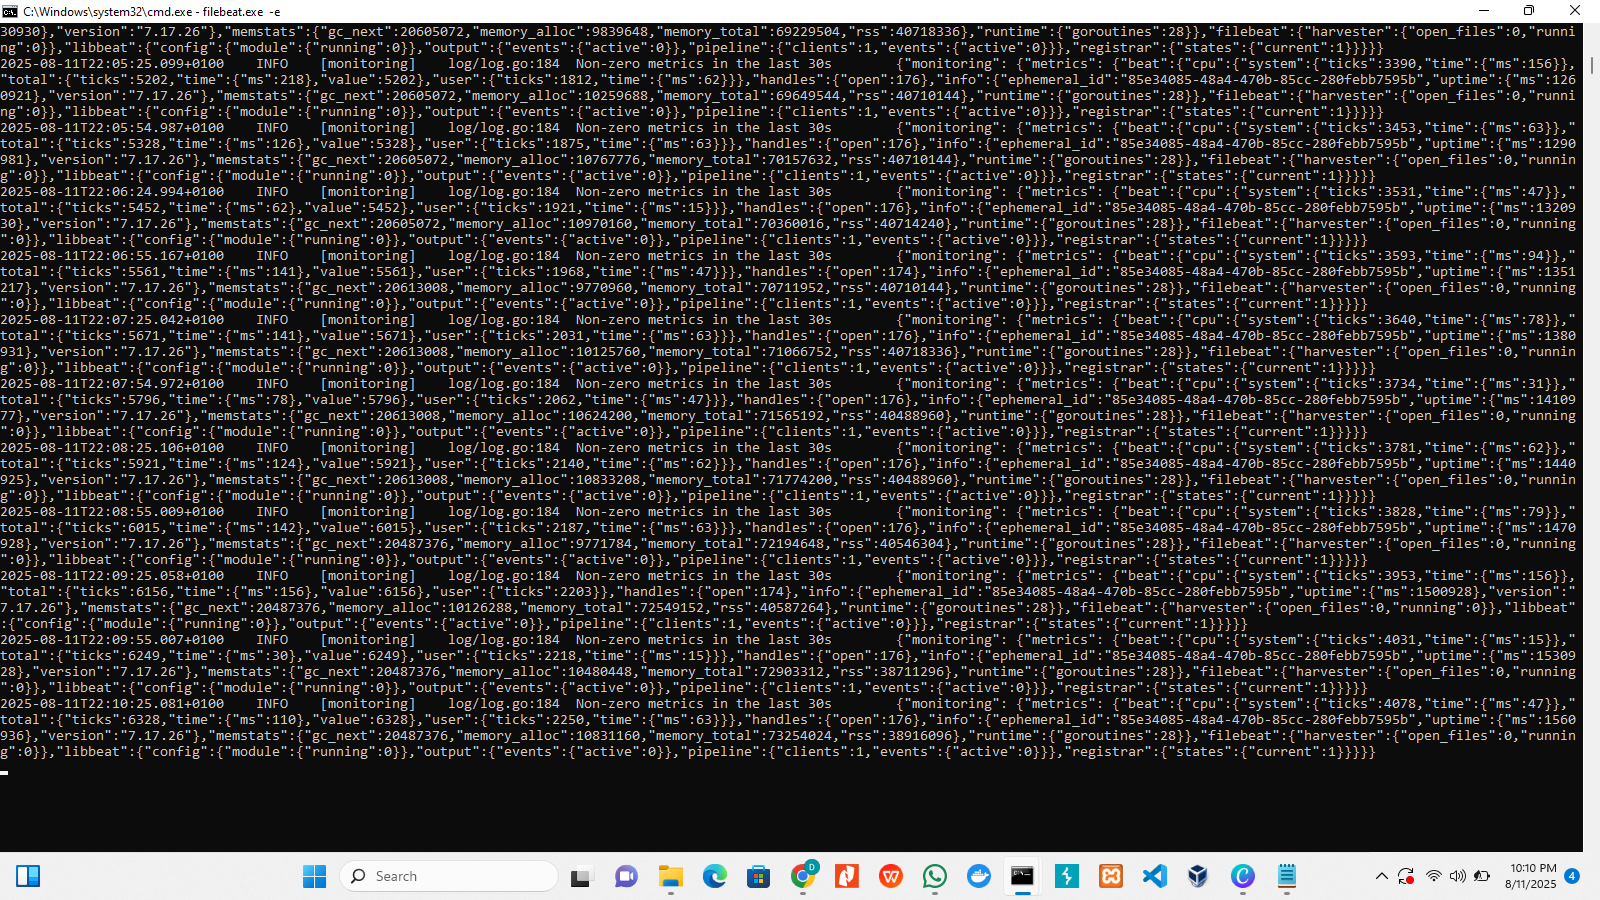 C:\Windows\system32\cmd.exe - filebeat.exe -e
30930},"version":"7.17.26"},"memstats":{"gc_next":20605072,"memory_alloc":9839648,"memory_total":69229504,"rss":40718336},"runtime":{"goroutines":28}},"filebeat":{"harvester":{"open_files":0,"runni
ng":0}},"libbeat":{"config":{"module":{"running":0}},"output":{"events":{"active":0}},"pipeline":{"clients":1,"events":{"active":0}}},"registrar":{"states":{"current":1}}}}}
2025-08-11T22:05:25.099+0100 INFO [monitoring] log/log.go:184 Non-zero metrics in the last 30s {"monitoring": {"metrics": {"beat":{"cpu":{"system":{"ticks":3390,"time":{"ms":156}},
"total":{"ticks":5202,"time":{"ms":218},"value":5202},"user":{"ticks":1812,"time":{"ms":62}}},"handles":{"open":176},"info":{"ephemeral_id":"85e34085-48a4-470b-85cc-280febb7595b","uptime":{"ms":126
0921},"version":"7.17.26"},"memstats":{"gc_next":20605072,"memory_alloc":10259688,"memory_total":69649544,"rss":40710144},"runtime":{"goroutines":28}},"filebeat":{"harvester":{"open_files":0,"runni
ng":0}},"libbeat":{"config":{"module":{"running":0}},"output":{"events":{"active":0}},"pipeline":{"clients":1,"events":{"active":0}}},"registrar":{"states":{"current":1}}}}}
2025-08-11T22:05:54.987+0100 INFO [monitoring] log/log.go:184 Non-zero metrics in the last 30s {"monitoring": {"metrics": {"beat":{"cpu":{"system":{"ticks":3453,"time":{"ms":63}},"
total":{"ticks":5328,"time":{"ms":126},"value":5328},"user":{"ticks":1875,"time":{"ms":63}}},"handles":{"open":176},"info":{"ephemeral_id":"85e34085-48a4-470b-85cc-280febb7595b","uptime":{"ms":1290
981},"version":"7.17.26"},"memstats":{"gc_next":20605072,"memory_alloc":10767776,"memory_total":70157632,"rss":40710144},"runtime":{"goroutines":28}},"filebeat":{"harvester":{"open_files":0,"runnin
g":0}},"libbeat":{"config":{"module":{"running":0}},"output":{"events":{"active":0}},"pipeline":{"clients":1,"events":{"active":0}}},"registrar":{"states":{"current":1}}}}}
2025-08-11T22:06:24.994+0100 INFO [monitoring] log/log.go:184 Non-zero metrics in the last 30s {"monitoring": {"metrics": {"beat":{"cpu":{"system":{"ticks":3531,"time":{"ms":47}},"
total":{"ticks":5452,"time":{"ms":62},"value":5452},"user":{"ticks":1921,"time":{"ms":15}}},"handles":{"open":176},"info":{"ephemeral_id":"85e34085-48a4-470b-85cc-280febb7595b","uptime":{"ms":13209
30},"version":"7.17.26"},"memstats":{"gc_next":20605072,"memory_alloc":10970160,"memory_total":70360016,"rss":40714240},"runtime":{"goroutines":28}},"filebeat":{"harvester":{"open_files":0,"running
":0}},"libbeat":{"config":{"module":{"running":0}},"output":{"events":{"active":0}},"pipeline":{"clients":1,"events":{"active":0}}},"registrar":{"states":{"current":1}}}}}
2025-08-11T22:06:55.167+0100 INFO [monitoring] log/log.go:184 Non-zero metrics in the last 30s {"monitoring": {"metrics": {"beat":{"cpu":{"system":{"ticks":3593,"time":{"ms":94}},"
total":{"ticks":5561,"time":{"ms":141},"value":5561},"user":{"ticks":1968,"time":{"ms":47}}},"handles":{"open":174},"info":{"ephemeral_id":"85e34085-48a4-470b-85cc-280febb7595b","uptime":{"ms":1351
217},"version":"7.17.26"},"memstats":{"gc_next":20613008,"memory_alloc":9770960,"memory_total":70711952,"rss":40710144},"runtime":{"goroutines":28}},"filebeat":{"harvester":{"open_files":0,"running
":0}},"libbeat":{"config":{"module":{"running":0}},"output":{"events":{"active":0}},"pipeline":{"clients":1,"events":{"active":0}}},"registrar":{"states":{"current":1}}}}}
2025-08-11T22:07:25.042+0100 INFO [monitoring] log/log.go:184 Non-zero metrics in the last 30s {"monitoring": {"metrics": {"beat":{"cpu":{"system":{"ticks":3640,"time":{"ms":78}},"
total":{"ticks":5671,"time":{"ms":141},"value":5671},"user":{"ticks":2031,"time":{"ms":63}}},"handles":{"open":176},"info":{"ephemeral_id":"85e34085-48a4-470b-85cc-280febb7595b","uptime":{"ms":1380
931},"version":"7.17.26"},"memstats":{"gc_next":20613008,"memory_alloc":10125760,"memory_total":71066752,"rss":40718336},"runtime":{"goroutines":28}},"filebeat":{"harvester":{"open_files":0,"runnin
g":0}},"libbeat":{"config":{"module":{"running":0}},"output":{"events":{"active":0}},"pipeline":{"clients":1,"events":{"active":0}}},"registrar":{"states":{"current":1}}}}}
2025-08-11T22:07:54.972+0100 INFO [monitoring] log/log.go:184 Non-zero metrics in the last 30s {"monitoring": {"metrics": {"beat":{"cpu":{"system":{"ticks":3734,"time":{"ms":31}},"
total":{"ticks":5796,"time":{"ms":78},"value":5796},"user":{"ticks":2062,"time":{"ms":47}}},"handles":{"open":176},"info":{"ephemeral_id":"85e34085-48a4-470b-85cc-280febb7595b","uptime":{"ms":14109
77},"version":"7.17.26"},"memstats":{"gc_next":20613008,"memory_alloc":10624200,"memory_total":71565192,"rss":40488960},"runtime":{"goroutines":28}},"filebeat":{"harvester":{"open_files":0,"running
":0}},"libbeat":{"config":{"module":{"running":0}},"output":{"events":{"active":0}},"pipeline":{"clients":1,"events":{"active":0}}},"registrar":{"states":{"current":1}}}}}
2025-08-11T22:08:25.106+0100 INFO [monitoring] log/log.go:184 Non-zero metrics in the last 30s {"monitoring": {"metrics": {"beat":{"cpu":{"system":{"ticks":3781,"time":{"ms":62}},"
total":{"ticks":5921,"time":{"ms":124},"value":5921},"user":{"ticks":2140,"time":{"ms":62}}},"handles":{"open":176},"info":{"ephemeral_id":"85e34085-48a4-470b-85cc-280febb7595b","uptime":{"ms":1440
925},"version":"7.17.26"},"memstats":{"gc_next":20613008,"memory_alloc":10833208,"memory_total":71774200,"rss":40488960},"runtime":{"goroutines":28}},"filebeat":{"harvester":{"open_files":0,"runnin
g":0}},"libbeat":{"config":{"module":{"running":0}},"output":{"events":{"active":0}},"pipeline":{"clients":1,"events":{"active":0}}},"registrar":{"states":{"current":1}}}}}
2025-08-11T22:08:55.009+0100 INFO [monitoring] log/log.go:184 Non-zero metrics in the last 30s {"monitoring": {"metrics": {"beat":{"cpu":{"system":{"ticks":3828,"time":{"ms":79}},"
total":{"ticks":6015,"time":{"ms":142},"value":6015},"user":{"ticks":2187,"time":{"ms":63}}},"handles":{"open":176},"info":{"ephemeral_id":"85e34085-48a4-470b-85cc-280febb7595b","uptime":{"ms":1470
928},"version":"7.17.26"},"memstats":{"gc_next":20487376,"memory_alloc":9771784,"memory_total":72194648,"rss":40546304},"runtime":{"goroutines":28}},"filebeat":{"harvester":{"open_files":0,"running
":0}},"libbeat":{"config":{"module":{"running":0}},"output":{"events":{"active":0}},"pipeline":{"clients":1,"events":{"active":0}}},"registrar":{"states":{"current":1}}}}}
2025-08-11T22:09:25.058+0100 INFO [monitoring] log/log.go:184 Non-zero metrics in the last 30s {"monitoring": {"metrics": {"beat":{"cpu":{"system":{"ticks":3953,"time":{"ms":156}},
"total":{"ticks":6156,"time":{"ms":156},"value":6156},"user":{"ticks":2203}},"handles":{"open":174},"info":{"ephemeral_id":"85e34085-48a4-470b-85cc-280febb7595b","uptime":{"ms":1500928},"version":"
7.17.26"},"memstats":{"gc_next":20487376,"memory_alloc":10126288,"memory_total":72549152,"rss":40587264},"runtime":{"goroutines":28}},"filebeat":{"harvester":{"open_files":0,"running":0}},"libbeat"
:{"config":{"module":{"running":0}},"output":{"events":{"active":0}},"pipeline":{"clients":1,"events":{"active":0}}},"registrar":{"states":{"current":1}}}}}
2025-08-11T22:09:55.007+0100 INFO [monitoring] log/log.go:184 Non-zero metrics in the last 30s {"monitoring": {"metrics": {"beat":{"cpu":{"system":{"ticks":4031,"time":{"ms":15}},"
total":{"ticks":6249,"time":{"ms":30},"value":6249},"user":{"ticks":2218,"time":{"ms":15}}},"handles":{"open":176},"info":{"ephemeral_id":"85e34085-48a4-470b-85cc-280febb7595b","uptime":{"ms":15309
28},"version":"7.17.26"},"memstats":{"gc_next":20487376,"memory_alloc":10480448,"memory_total":72903312,"rss":38711296},"runtime":{"goroutines":28}},"filebeat":{"harvester":{"open_files":0,"running
":0}},"libbeat":{"config":{"module":{"running":0}},"output":{"events":{"active":0}},"pipeline":{"clients":1,"events":{"active":0}}},"registrar":{"states":{"current":1}}}}}
2025-08-11T22:10:25.081+0100 INFO [monitoring] log/log.go:184 Non-zero metrics in the last 30s {"monitoring": {"metrics": {"beat":{"cpu":{"system":{"ticks":4078,"time":{"ms":47}},"
total":{"ticks":6328,"time":{"ms":110},"value":6328},"user":{"ticks":2250,"time":{"ms":63}}},"handles":{"open":176},"info":{"ephemeral_id":"85e34085-48a4-470b-85cc-280febb7595b","uptime":{"ms":1560
936},"version":"7.17.26"},"memstats":{"gc_next":20487376,"memory_alloc":10831160,"memory_total":73254024,"rss":38916096},"runtime":{"goroutines":28}},"filebeat":{"harvester":{"open_files":0,"runnin
g":0}},"libbeat":{"config":{"module":{"running":0}},"output":{"events":{"active":0}},"pipeline":{"clients":1,"events":{"active":0}}},"registrar":{"states":{"current":1}}}}}
Search
10:10 PM
8/11/2025
4